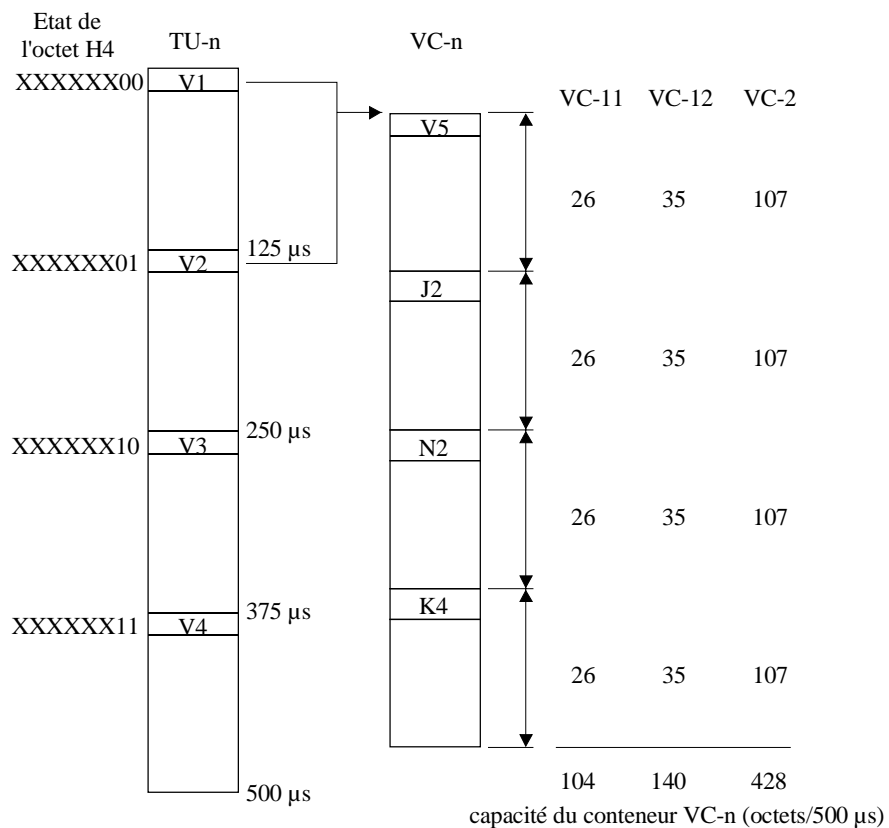 Etat de
l'octet H4
TU-n
VC-n
XXXXXX00
V1
VC-11 VC-12 VC-2
V5
26 35 107
125 µs
XXXXXX01
V2
J2
26 35 107
250 µs
XXXXXX10
V3
N2
26 35 107
375 µs
XXXXXX11
V4
K4
26 35 107
500 µs
104 140 428
capacité du conteneur VC-n (octets/500 µs)